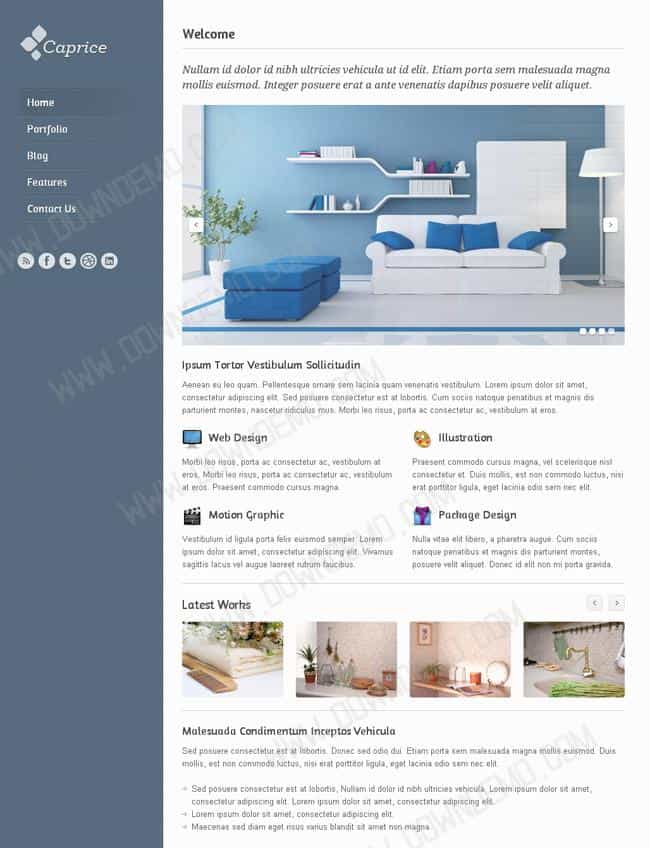 Caprice
Home
Portfolio
Blog
Features
Contact Us
Welcome
Nullam id dolor id nibh ultricies vehicula ut id elit. Etiam porta sem malesuada magna
mollis euismod. Integer posuere erat a ante venenatis dapibus posuere velit aliquet.
Ipsum Tortor Vestibulum Sollicitudin
Aenean eu leo quam. Pellentesque ornare sem lacinia quam venenatis vestibulum. Lorem ipsum dolor sit amet,
consectetur adipiscing elit. Sed posuere consectetur est at lobortis. Cum sociis natoque penatibus et magnis dis
parturient montes, nascetur ridiculus mus. Morbi leo risus, porta ac consectetur ac, vestibulum at eros.
Web Design
Morbi leo risus, porta ac consectetur ac, vestibulum at
eros. Morbi leo risus, porta ac consectetur ac, vestibulum
at eros. Praesent commodo cursus magna.
Illustration
Praesent commodo cursus magna, vel scelerisque nisl
consectetur et. Duis mollis, est non commodo luctus, nisi
erat porttitor ligula, eget lacinia odio sem nec elit.
Motion Graphic
Vestibulum id ligula porta felis euismod semper. Lorem
ipsum dolor sit amet, consectetur adipiscing elit. Vivamus
sagittis lacus vel augue laoreet rutrum faucibus.
Package Design
Nulla vitae elit libero, a pharetra augue. Cum sociis
natoque penatibus et magnis dis parturient montes,
posuere velit aliquet. Donec id elit non mi porta gravida.
Latest Works
Malesuada Condimentum Inceptos Vehicula
Sed posuere consectetur est at lobortis. Donec sed odio dui. Etiam porta sem malesuada magna mollis euismod. Duis
mollis, est non commodo luctus, nisi erat porttitor ligula, eget lacinia odio sem nec elit.
Sed posuere consectetur est at lobortis, Nullam id dolor id nibh ultricies vehicula. Lorem ipsum dolor sit amet,
consectetur adipiscing elit. Lorem ipsum dolor sit amet, consectetur adipiscing elit.
Lorem ipsum dolor sit amet, consectetur adipiscing elit.
Maecenas sed diam eget risus varius blandit sit amet non magna.
WWW.DOWNDEMO.COM
WWW.DOWNDEMO.COM
WWW.DOWNDEMO.COM
WWW.DOWNDEMO.COM
WWW.DOWNDEMO.COM